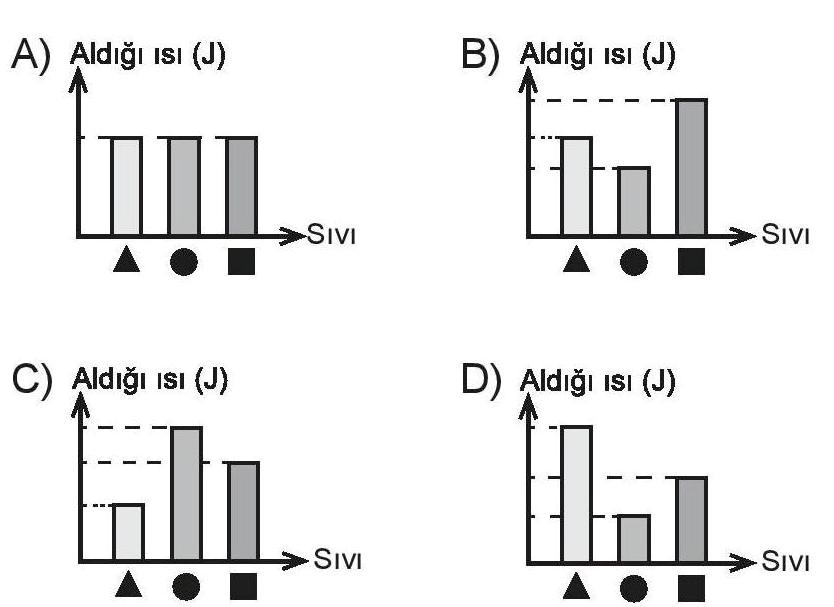 A) Aldığı ısı (J)
Sıvı
B) Aldığı ısı (J)
Sıvı
C) Aldığı ısı (J)
Sıvı
D) Aldığı ısı (J)
Sıvı